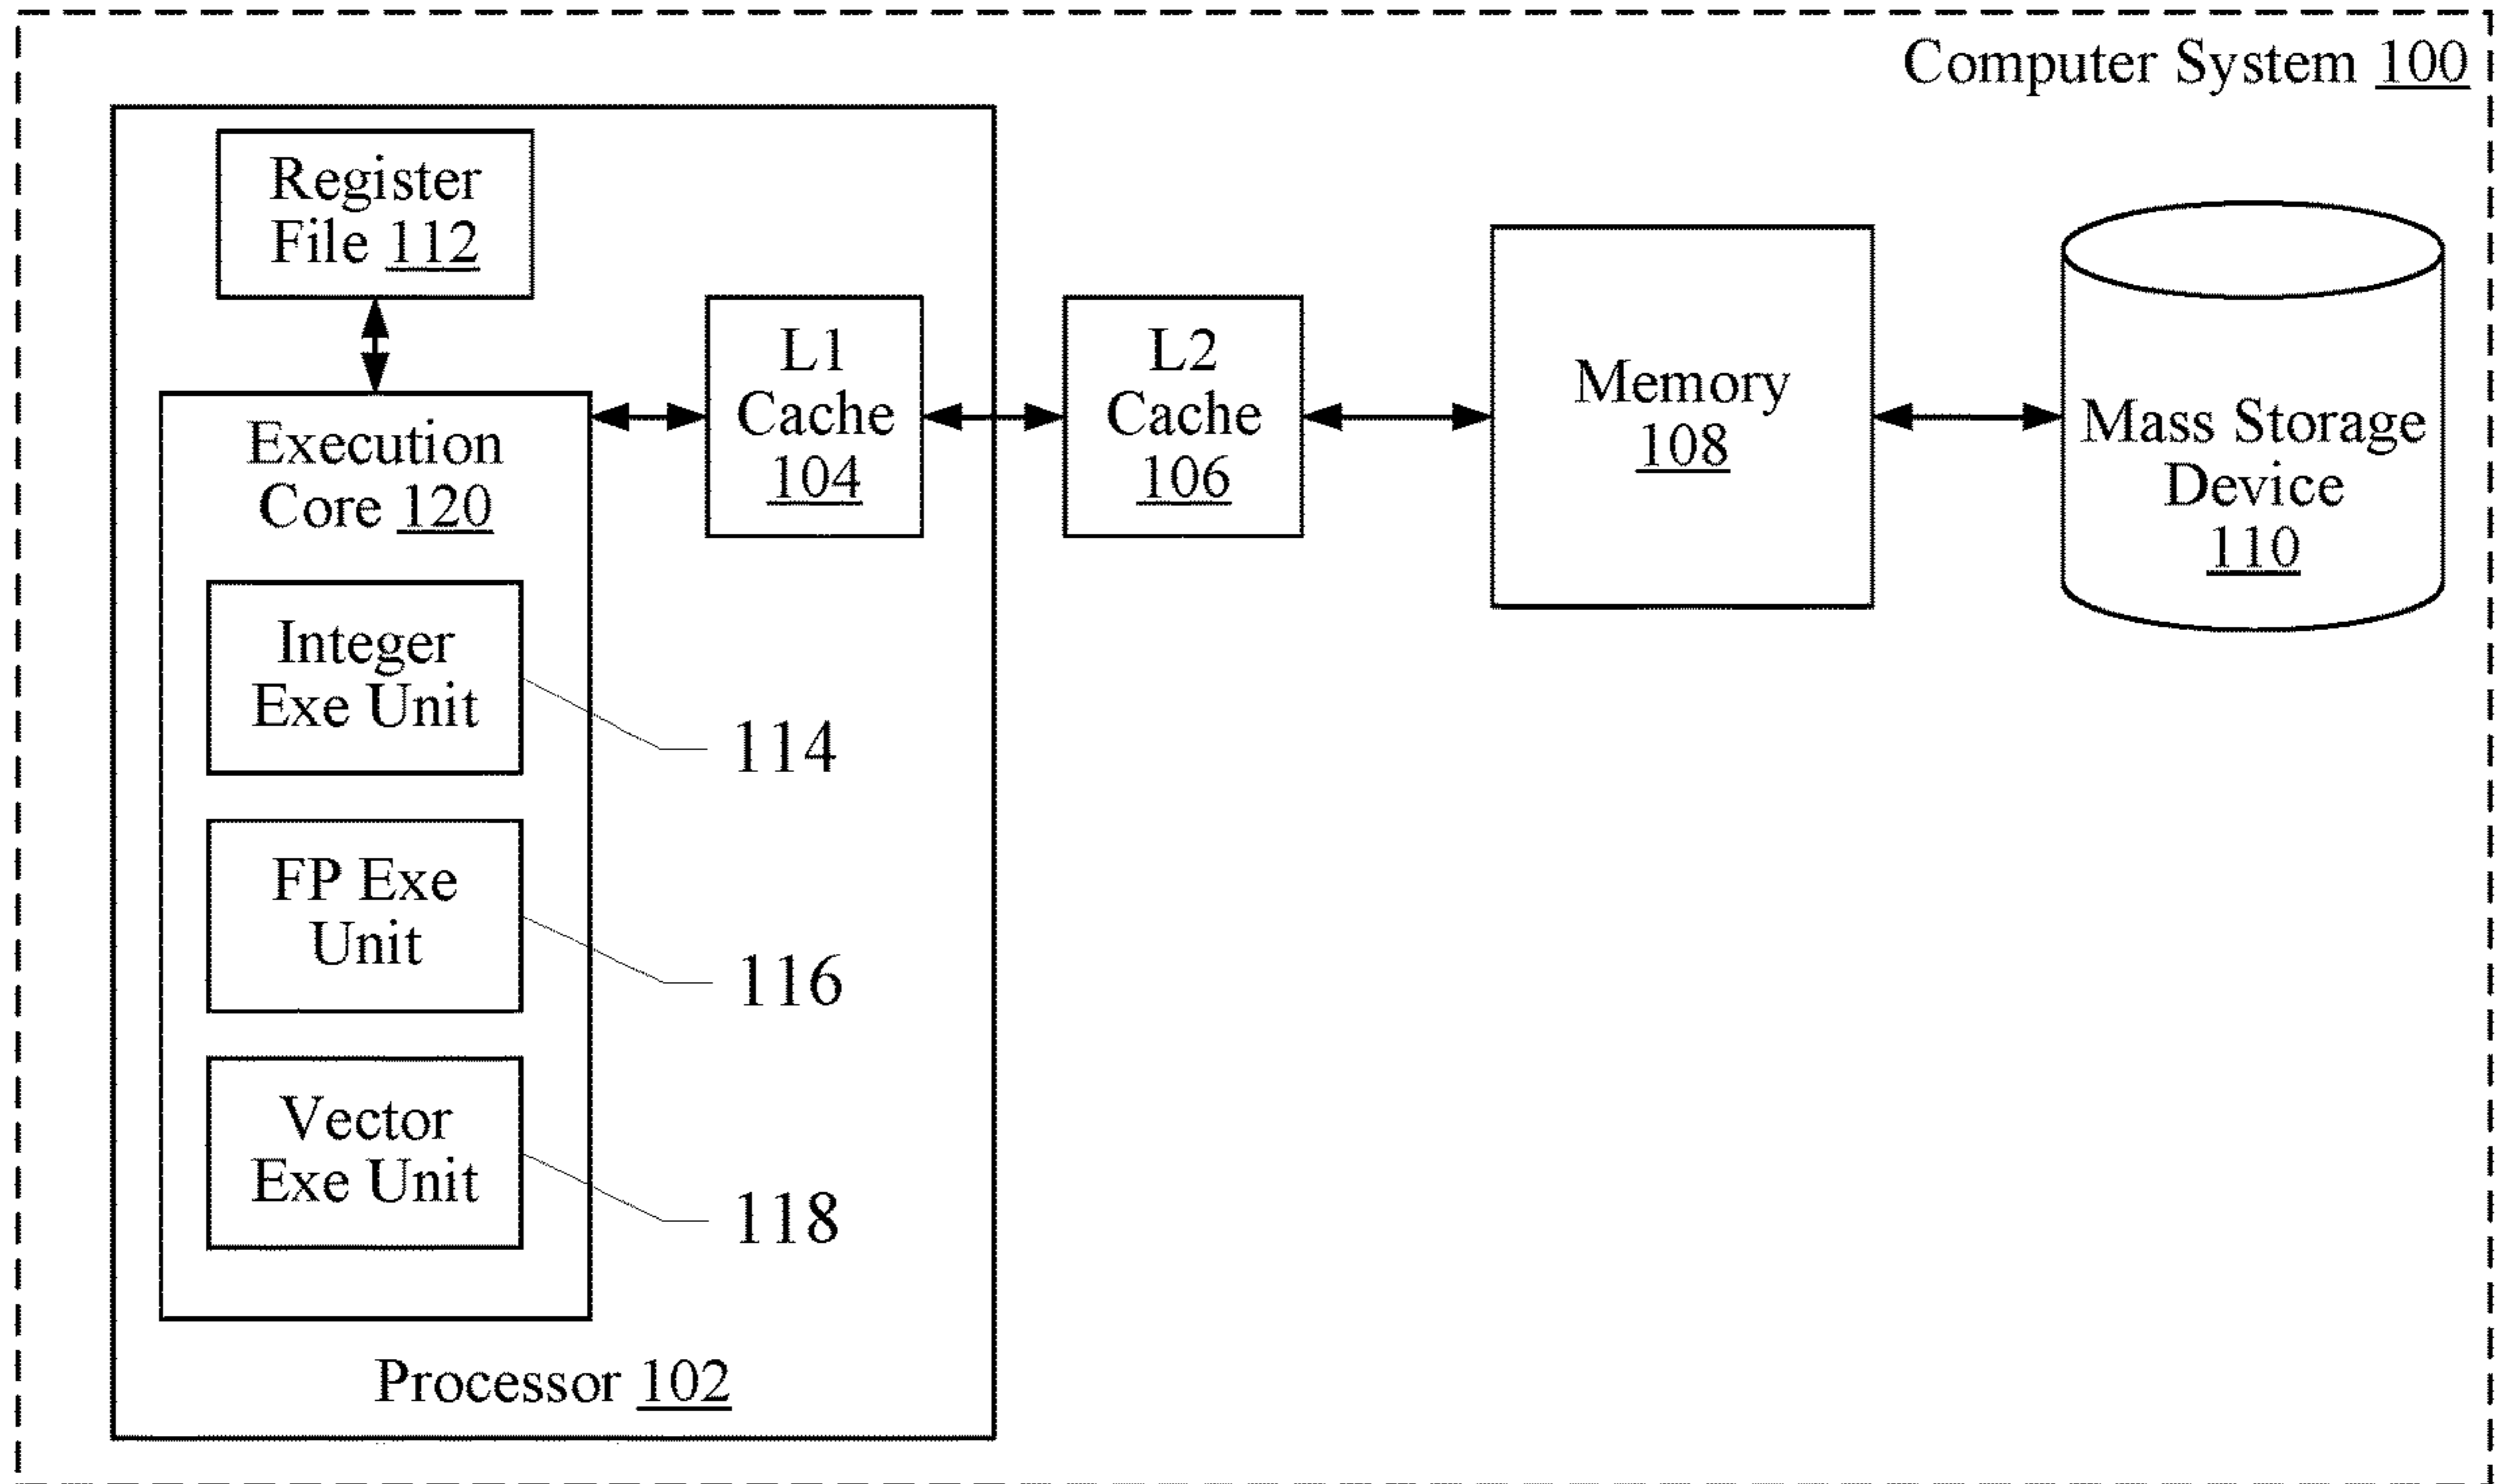 Computer System 100
Register
File 112
Execution
Core 120
Integer
Exe Unit
114
FP Exe
Unit
116
Vector
Exe Unit
118
Processor 102
L1
Cache
104
L2
Cache
106
Memory
108
Mass Storage
Device
110